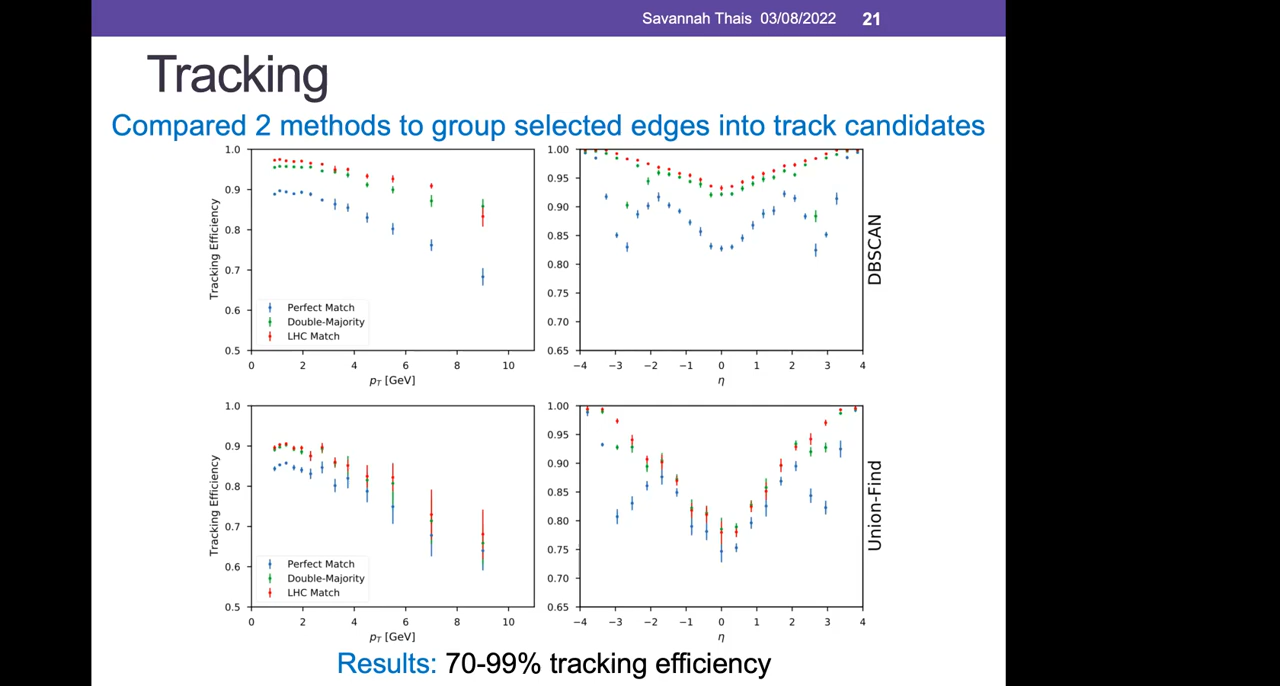 Savannah Thais 03/08/2022 21
Tracking
Compared 2 methods to group selected edges into track candidates
1.0
0.9
0.8
0.7
0.6
0.5
Tracking Efficiency
Perfect Match
Double-Majority
LHC Match
0 2 4 6 8 10
pT [GeV]
1.00
0.95
0.90
0.85
0.80
0.75
0.70
0.65
−4 −3 −2 −1 0 1 2 3 4
η
DBSCAN
1.0
0.9
0.8
0.7
0.6
0.5
Tracking Efficiency
Perfect Match
Double-Majority
LHC Match
0 2 4 6 8 10
pT [GeV]
1.00
0.95
0.90
0.85
0.80
0.75
0.70
0.65
−4 −3 −2 −1 0 1 2 3 4
η
Union-Find
Results: 70-99% tracking efficiency